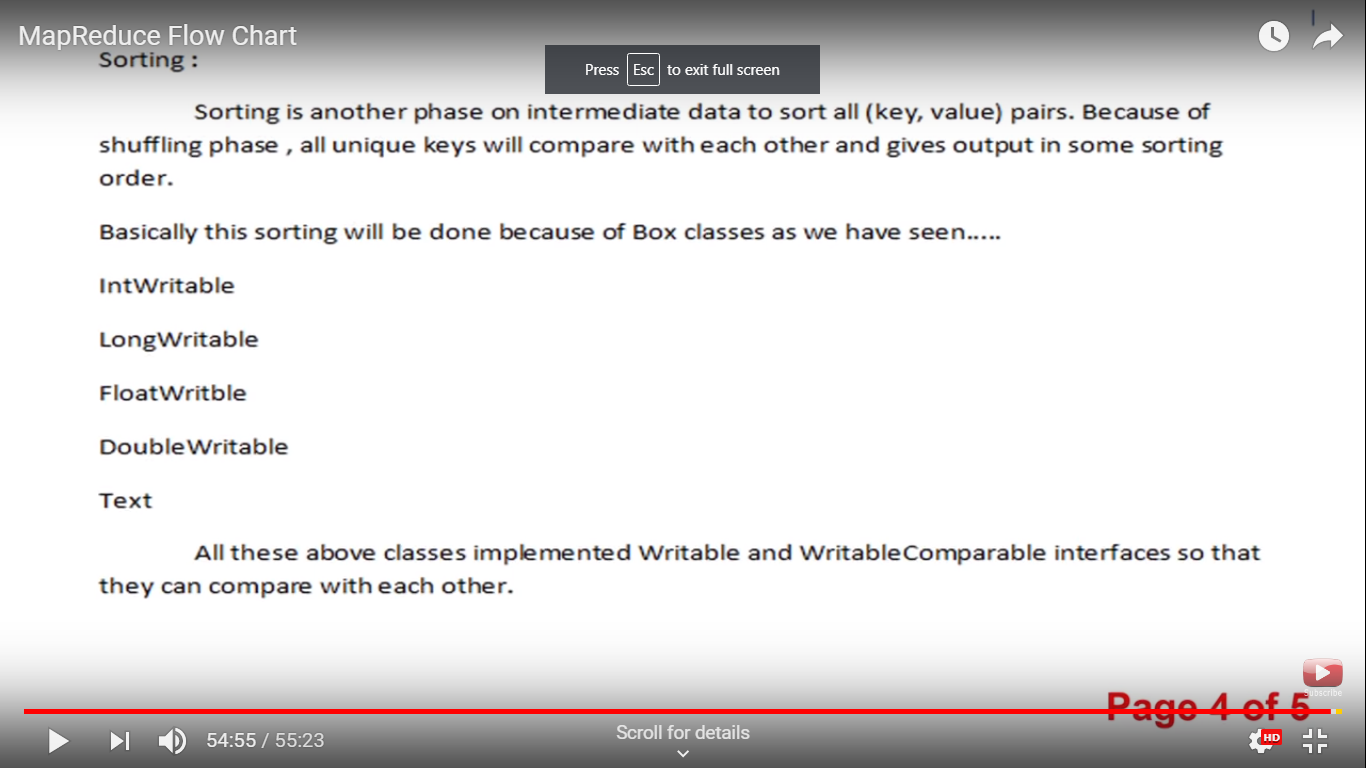 MapReduce Flow Chart
Press Esc to exit full screen
Sorting :
Sorting is another phase on intermediate data to sort all (key, value) pairs. Because of
shuffling phase , all unique keys will compare with each other and gives output in some sorting
order.
Basically this sorting will be done because of Box classes as we have seen.....
IntWritable
LongWritable
FloatWritble
DoubleWritable
Text
All these above classes implemented Writable and WritableComparable interfaces so that
they can compare with each other.
Subscribe
Page 4 of 5
54:55 / 55:23
Scroll for details
HD